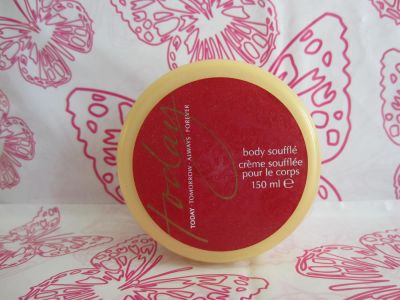 today
TODAY · TOMORROW · ALWAYS · FOREVER
body soufflé
crème soufflée
pour le corps
150 ml ℮